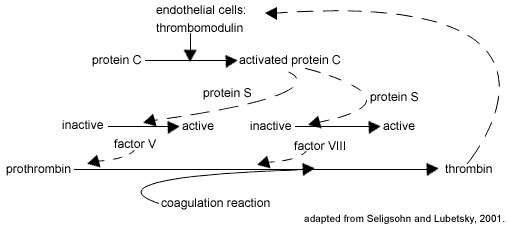 endothelial cells:
thrombomodulin
protein C activated protein C
protein S protein S
inactive active inactive active
factor V factor VIII
prothrombin thrombin
coagulation reaction
adapted from Seligsohn and Lubetsky, 2001.